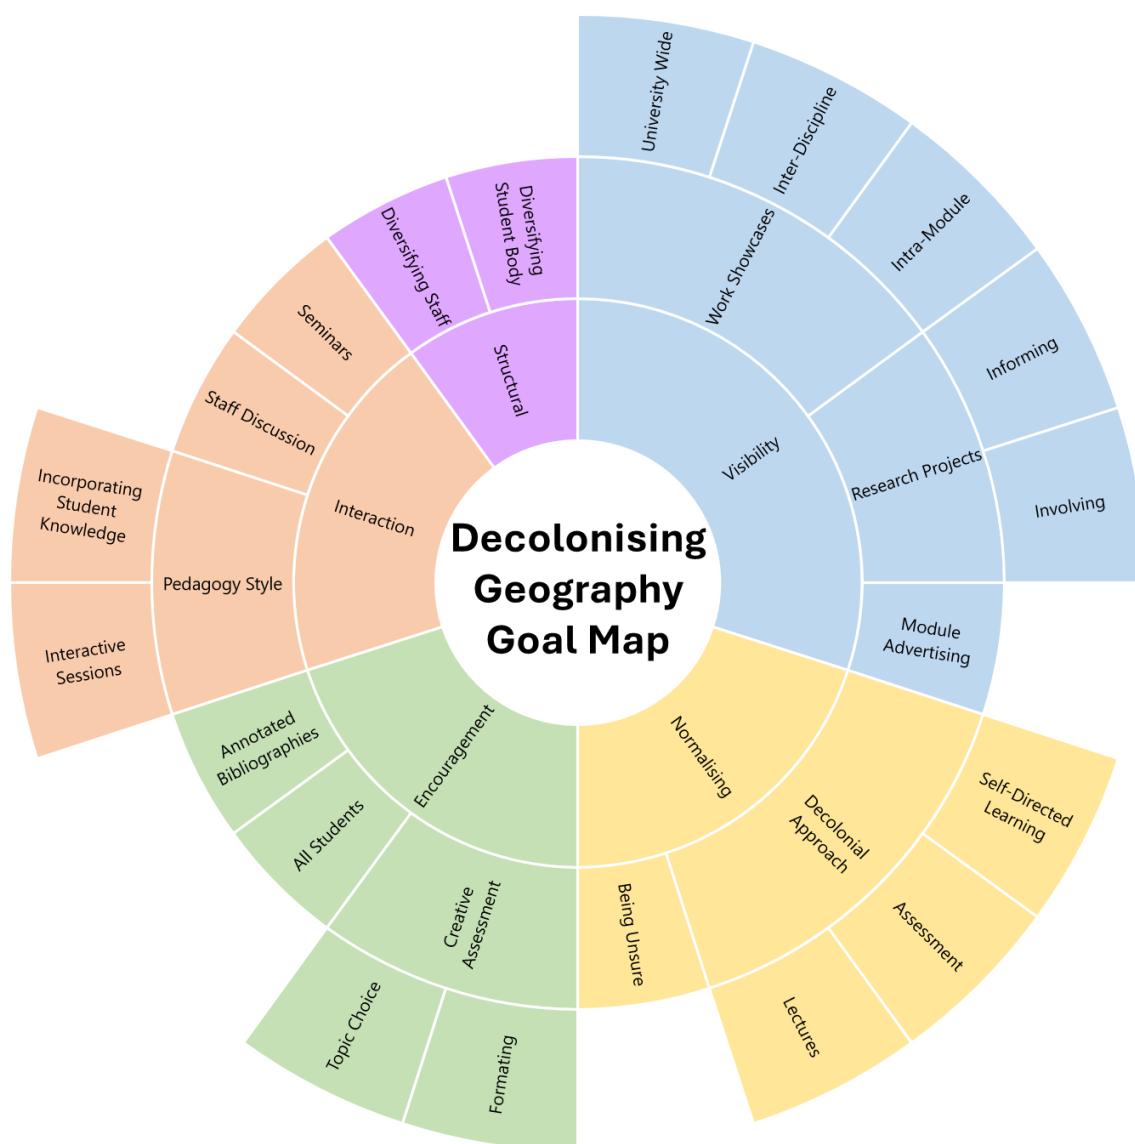 Decolonising
Geography
Goal Map
Visibility
Work Showcases
University Wide
Inter-Discipline
Intra-Module
Research Projects
Informing
Involving
Module
Advertising
Normalising
Decolonial
Approach
Self-Directed
Learning
Assessment
Lectures
Being Unsure
Encouragement
Creative
Assessment
Formating
Topic Choice
All Students
Annotated
Bibliographies
Interaction
Pedagogy Style
Interactive
Sessions
Incorporating
Student
Knowledge
Staff Discussion
Seminars
Structural
Diversifying Staff
Diversifying
Student Body